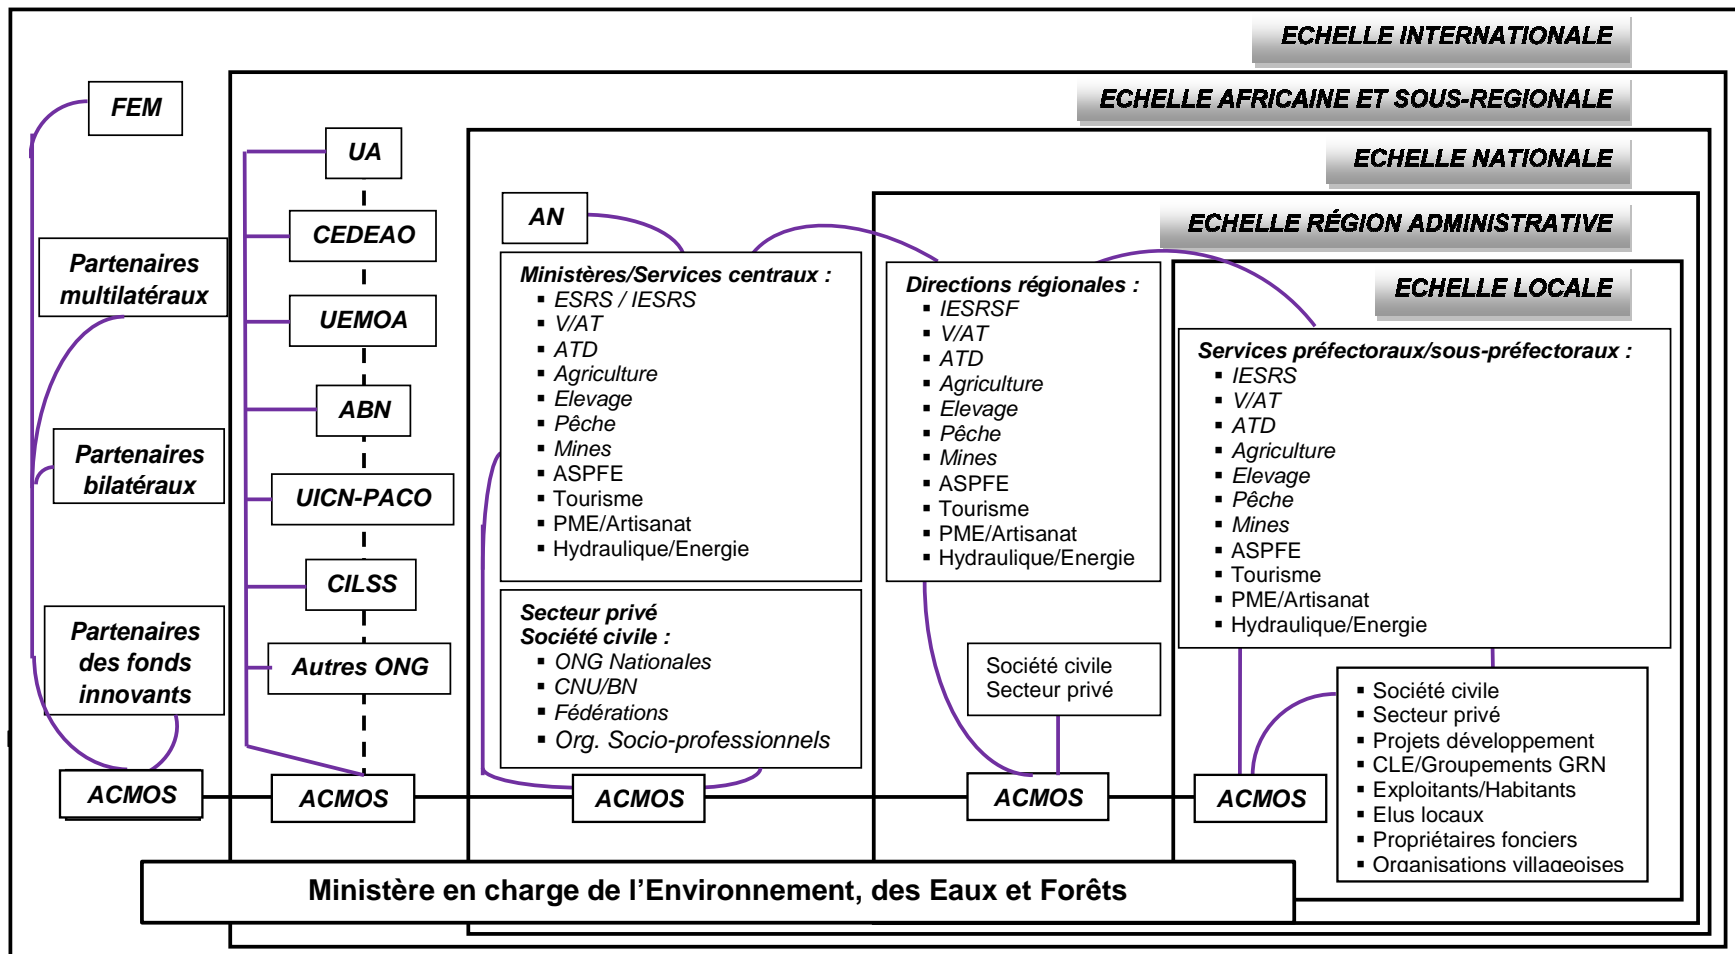 ECHELLE INTERNATIONALE
ECHELLE AFRICAINE ET SOUS-REGIONALE
ECHELLE NATIONALE
ECHELLE RÉGION ADMINISTRATIVE
ECHELLE LOCALE
FEM
Partenaires
multilatéraux
Partenaires
bilatéraux
Partenaires
des fonds
innovants
ACMOS
UA
CEDEAO
UEMOA
ABN
UICN-PACO
CILSS
Autres ONG
ACMOS
AN
Ministères/Services centraux :
▪ ESRS / IESRS
▪ V/AT
▪ ATD
▪ Agriculture
▪ Elevage
▪ Pêche
▪ Mines
▪ ASPFE
▪ Tourisme
▪ PME/Artisanat
▪ Hydraulique/Energie
Secteur privé
Société civile :
▪ ONG Nationales
▪ CNU/BN
▪ Fédérations
▪ Org. Socio-professionnels
ACMOS
Directions régionales :
▪ IESRSF
▪ V/AT
▪ ATD
▪ Agriculture
▪ Elevage
▪ Pêche
▪ Mines
▪ ASPFE
▪ Tourisme
▪ PME/Artisanat
▪ Hydraulique/Energie
Société civile
Secteur privé
ACMOS
Services préfectoraux/sous-préfectoraux :
▪ IESRS
▪ V/AT
▪ ATD
▪ Agriculture
▪ Elevage
▪ Pêche
▪ Mines
▪ ASPFE
▪ Tourisme
▪ PME/Artisanat
▪ Hydraulique/Energie
ACMOS
▪ Société civile
▪ Secteur privé
▪ Projets développement
▪ CLE/Groupements GRN
▪ Exploitants/Habitants
▪ Elus locaux
▪ Propriétaires fonciers
▪ Organisations villageoises
Ministère en charge de l’Environnement, des Eaux et Forêts